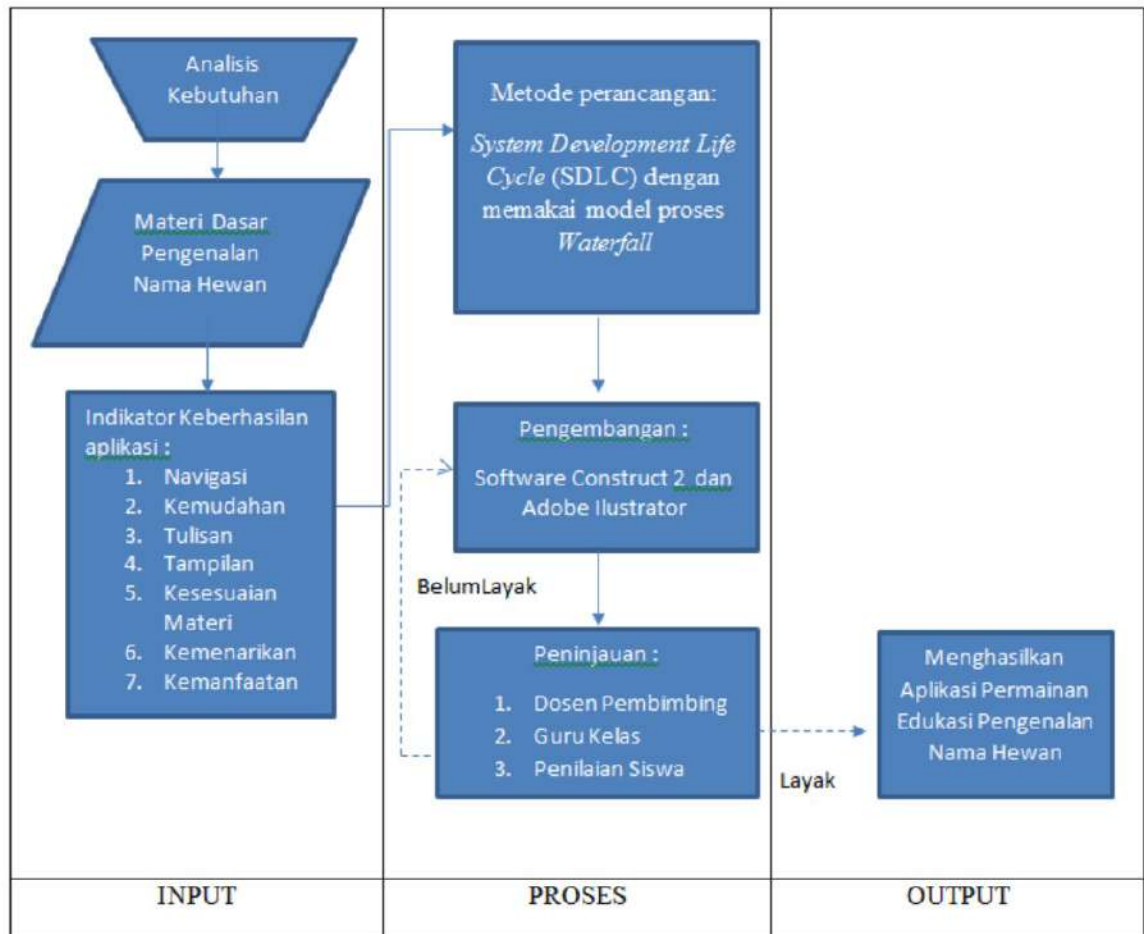 Analisis
Kebutuhan
Materi Dasar
Pengenalan
Nama Hewan
Indikator Keberhasilan
aplikasi :
1. Navigasi
2. Kemudahan
3. Tulisan
4. Tampilan
5. Kesesuaian
Materi
6. Kemenarikan
7. Kemanfaatan
Metode perancangan:
System Development Life
Cycle (SDLC) dengan
memakai model proses
Waterfall
Pengembangan :
Software Construct 2 dan
Adobe Ilustrator
BelumLayak
Peninjauan :
1. Dosen Pembimbing
2. Guru Kelas
3. Penilaian Siswa
Layak
Menghasilkan
Aplikasi Permainan
Edukasi Pengenalan
Nama Hewan
INPUT
PROSES
OUTPUT